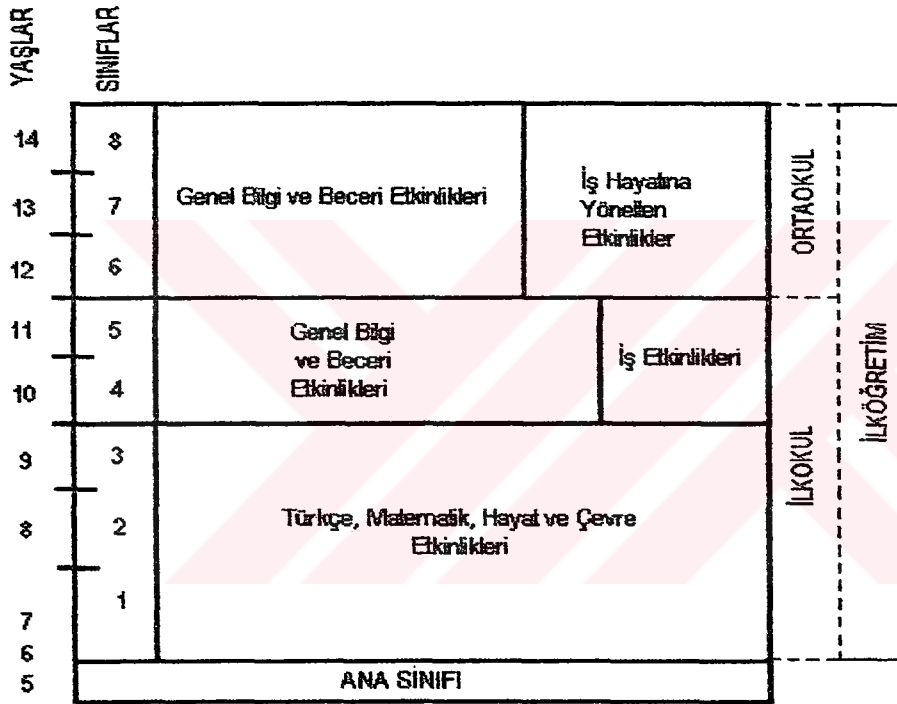 YAŞLAR
SINIFLAR
14
8
13
7
12
6
Genel Bilgi ve Beceri Etkinlikleri
İş Hayatına
Yönelten
Etkinlikler
ORTAOKUL
11
5
10
4
Genel Bilgi
ve Beceri
Etkinlikleri
İş Etkinlikleri
9
3
8
2
7
1
6
Türkçe, Matematik, Hayat ve Çevre
Etkinlikleri
İLKOKUL
İLKÖĞRETİM
5
ANA SİNIFI